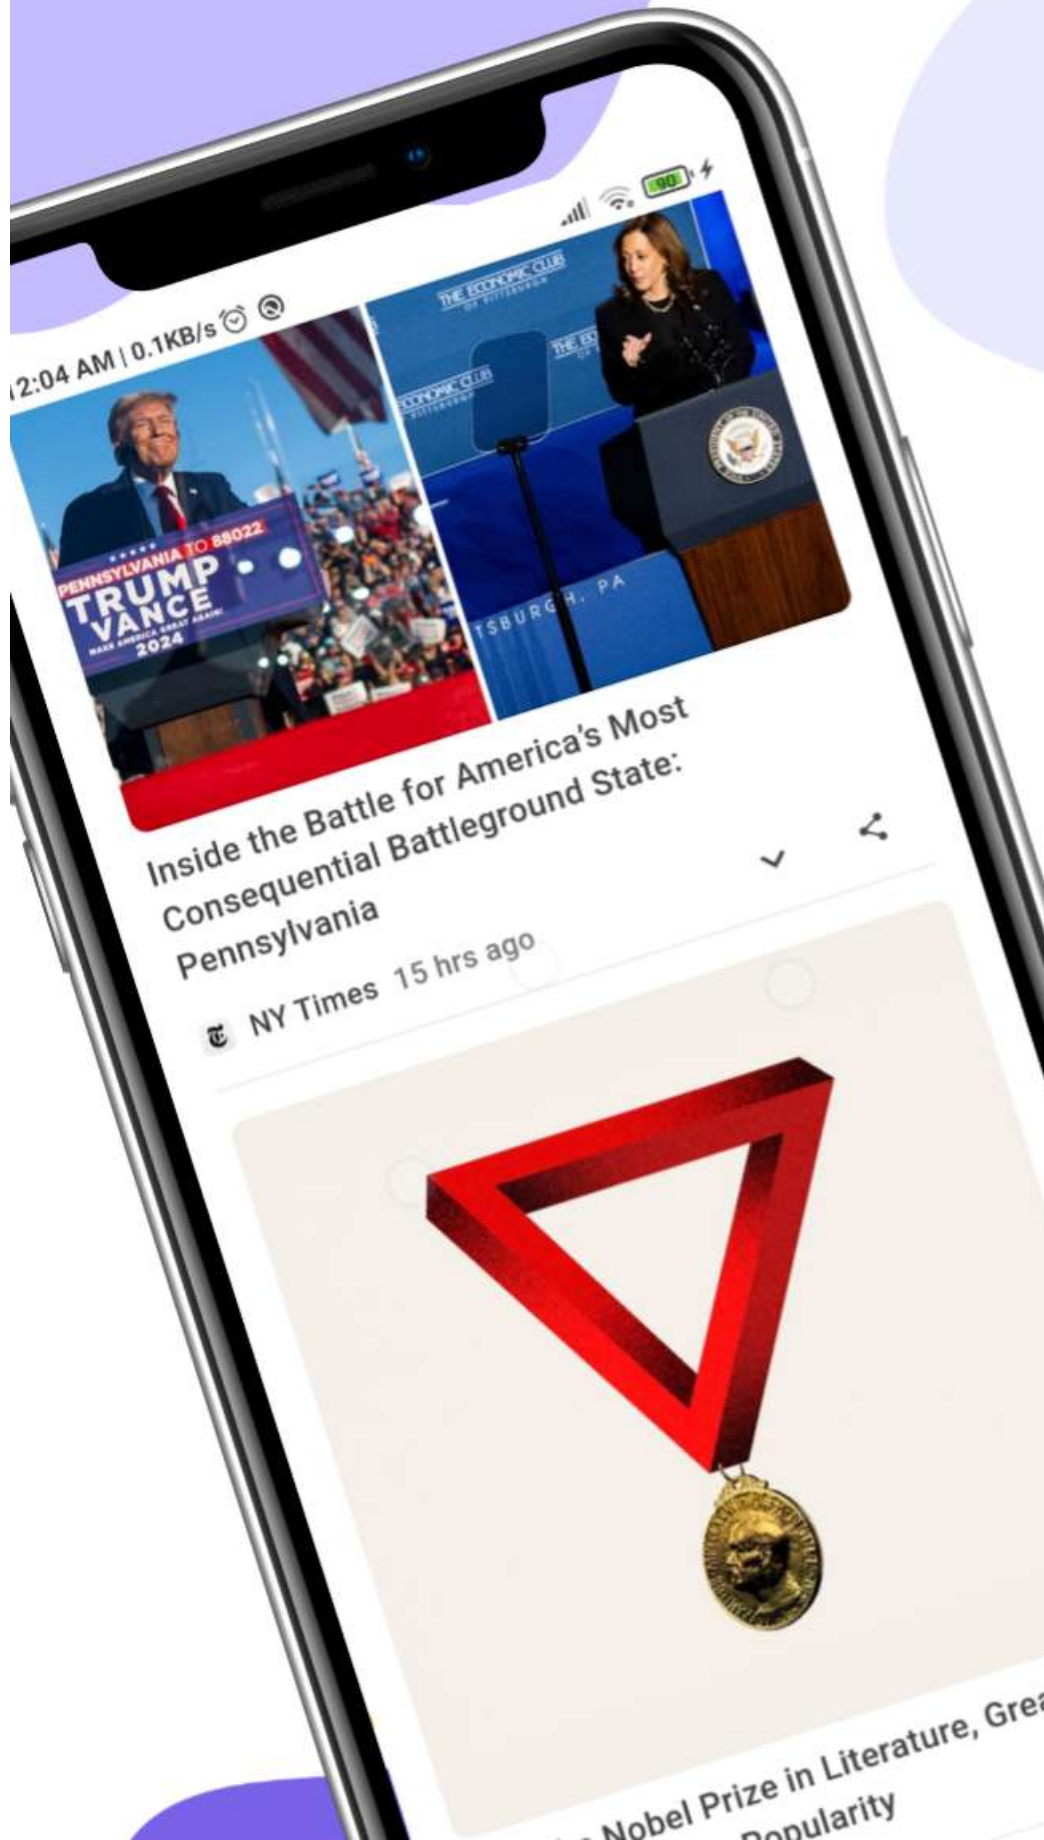 90
12:04 AM | 0.1KB/s
THE ECONOMIC CLUB
OF PITTSBURGH
ECONOMIC CLUB
PITTSBURGH
PENNSYLVANIA TO 88022
TRUMP
VANCE
MAKE AMERICA GREAT AGAIN!
2024
TSBURGH, PA
Inside the Battle for America's Most
Consequential Battleground State:
Pennsylvania
NY Times 15 hrs ago
Nobel Prize in Literature, Grea
Popularity